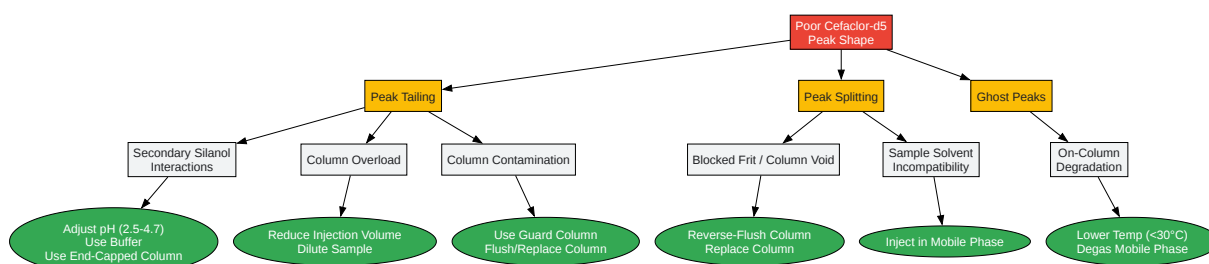 Poor Cefaclor-d5
Peak Shape
Peak Tailing
Peak Splitting
Ghost Peaks
Secondary Silanol
Interactions
Column Overload
Column Contamination
Blocked Frit / Column Void
Sample Solvent
Incompatibility
On-Column
Degradation
Adjust pH (2.5-4.7)
Use Buffer
Use End-Capped Column
Reduce Injection Volume
Dilute Sample
Use Guard Column
Flush/Replace Column
Reverse-Flush Column
Replace Column
Inject in Mobile Phase
Lower Temp (<30°C)
Degas Mobile Phase